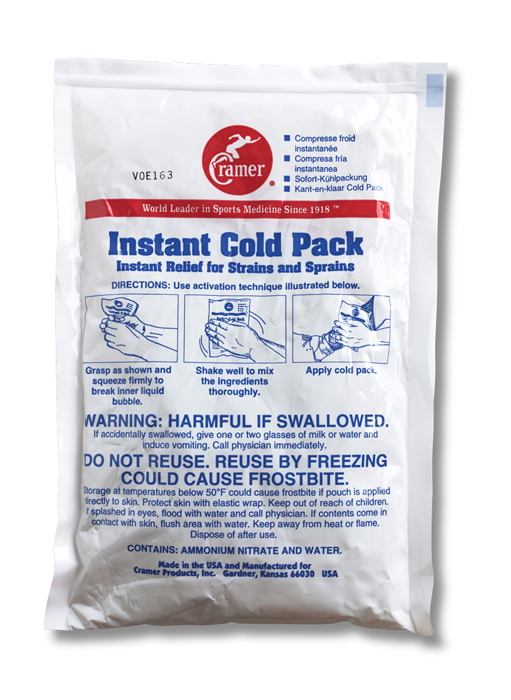 Cramer
®
■ Compresse froid
instantanée
■ Compresa fría
instantanea
■ Sofort-Kühlpackung
■ Kant-en-klaar Cold Pack
VOE163
World Leader in Sports Medicine Since 1918 ™
Instant Cold Pack
Instant Relief for Strains and Sprains
DIRECTIONS: Use activation technique illustrated below.
Grasp as shown and
squeeze firmly to
break inner liquid
bubble.
Shake well to mix
the ingredients
thoroughly.
Apply cold pack.
WARNING: HARMFUL IF SWALLOWED.
If accidentally swallowed, give one or two glasses of milk or water and
induce vomiting. Call physician immediately.
DO NOT REUSE. REUSE BY FREEZING
COULD CAUSE FROSTBITE.
Storage at temperatures below 50°F could cause frostbite if pouch is applied
directly to skin. Protect skin with elastic wrap. Keep out of reach of children.
If splashed in eyes, flood with water and call physician. If contents come in
contact with skin, flush area with water. Keep away from heat or flame.
Dispose of after use.
CONTAINS: AMMONIUM NITRATE AND WATER.
Made in the USA and Manufactured for
Cramer Products, Inc. Gardner, Kansas 66030 USA